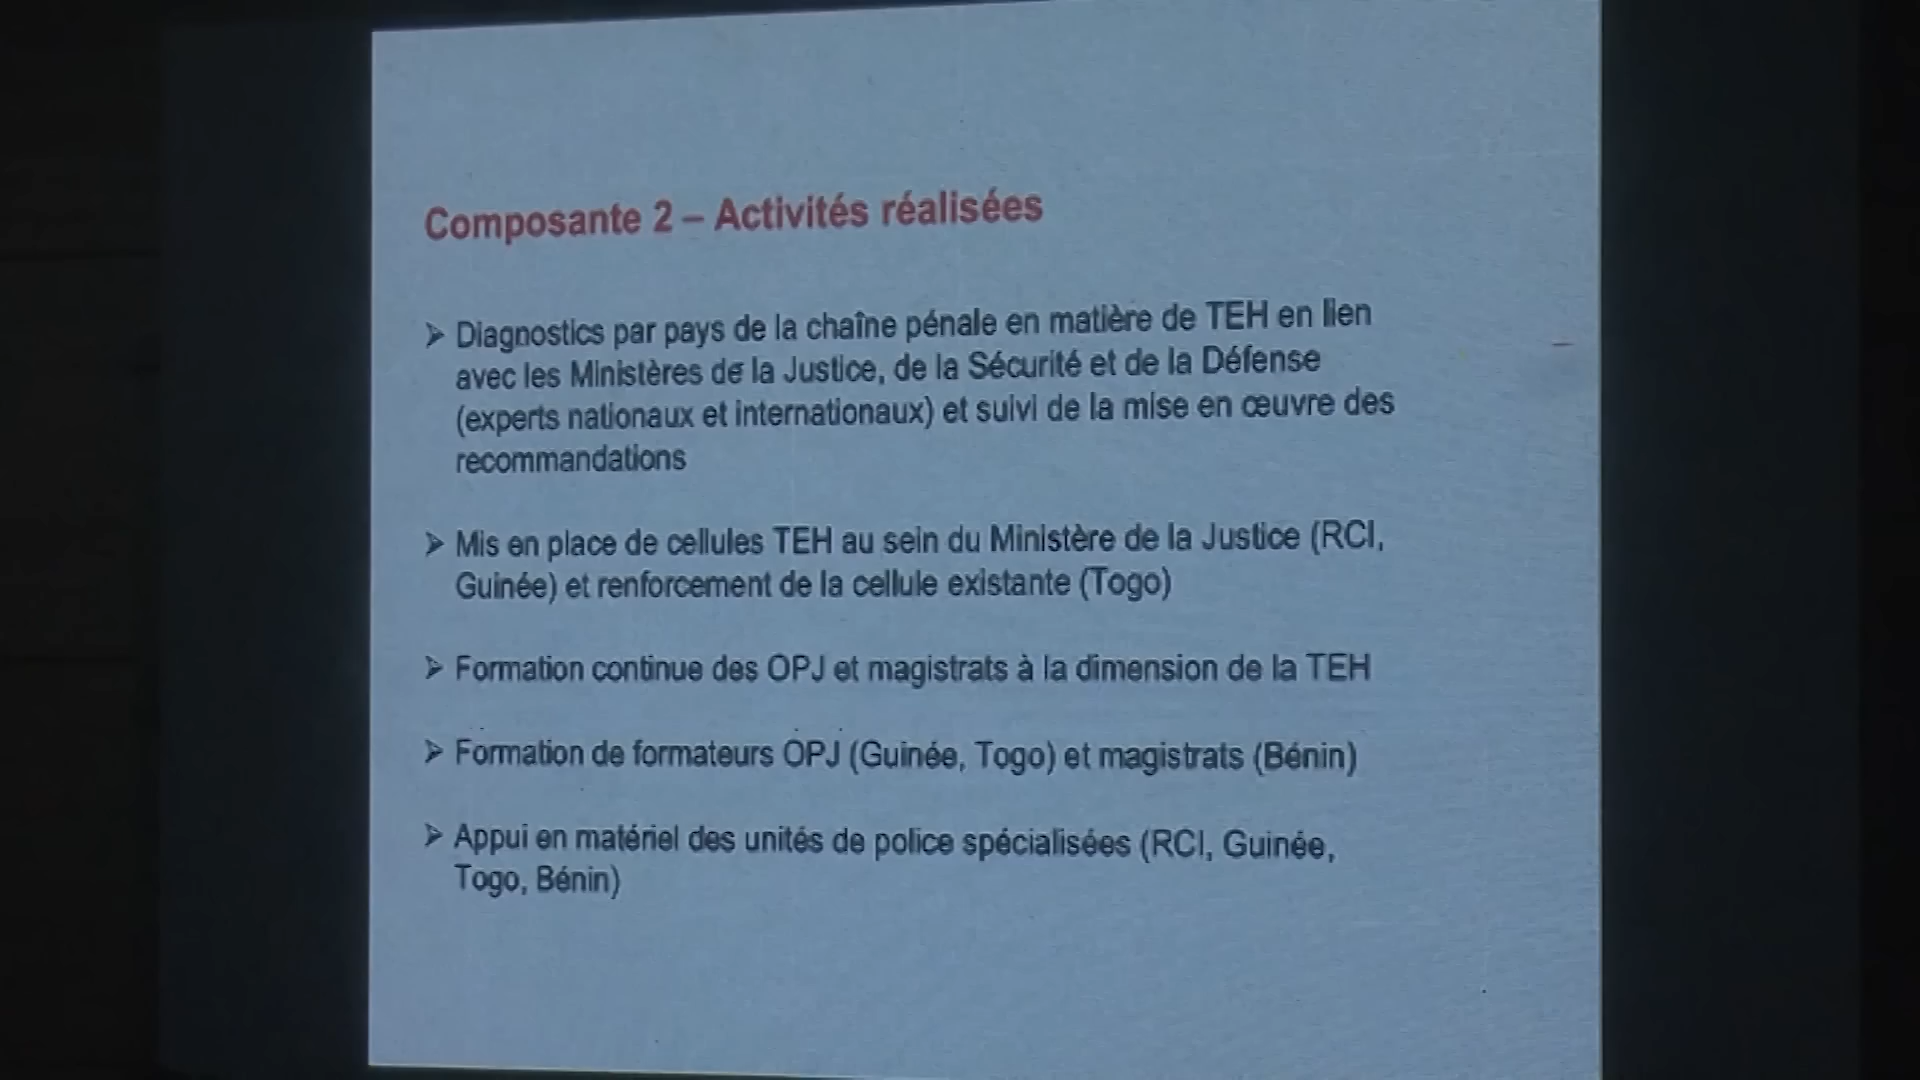 Composante 2 – Activités réalisées
➢ Diagnostics par pays de la chaîne pénale en matière de TEH en lien
avec les Ministères de la Justice, de la Sécurité et de la Défense
(experts nationaux et internationaux) et suivi de la mise en œuvre des
recommandations
➢ Mis en place de cellules TEH au sein du Ministère de la Justice (RCI,
Guinée) et renforcement de la cellule existante (Togo)
➢ Formation continue des OPJ et magistrats à la dimension de la TEH
➢ Formation de formateurs OPJ (Guinée, Togo) et magistrats (Bénin)
➢ Appui en matériel des unités de police spécialisées (RCI, Guinée,
Togo, Bénin)